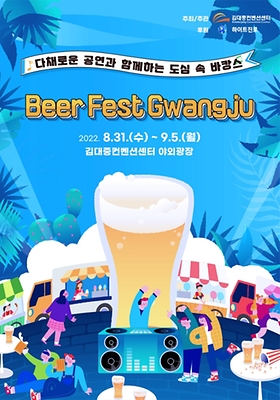 주최/주관 김대중컨벤션센터
후원 하이트진로
다채로운 공연과 함께하는 도심 속 바캉스
Beer Fest Gwangju
2022. 8.31.(수) ~ 9.5.(월)
김대중컨벤션센터 야외광장